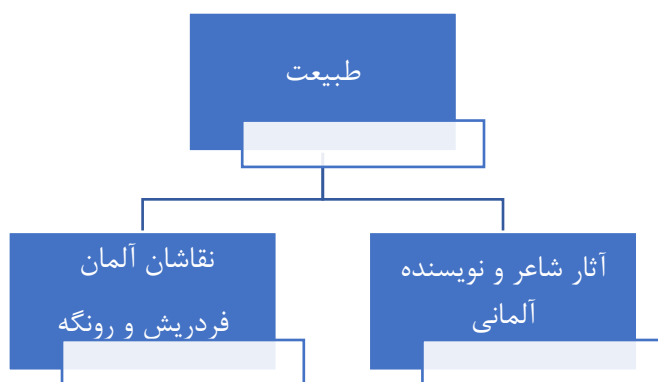 طبیعت
آثار شاعر و نویسنده
آلمانی
نقاشان آلمان
فردریش و رونگه